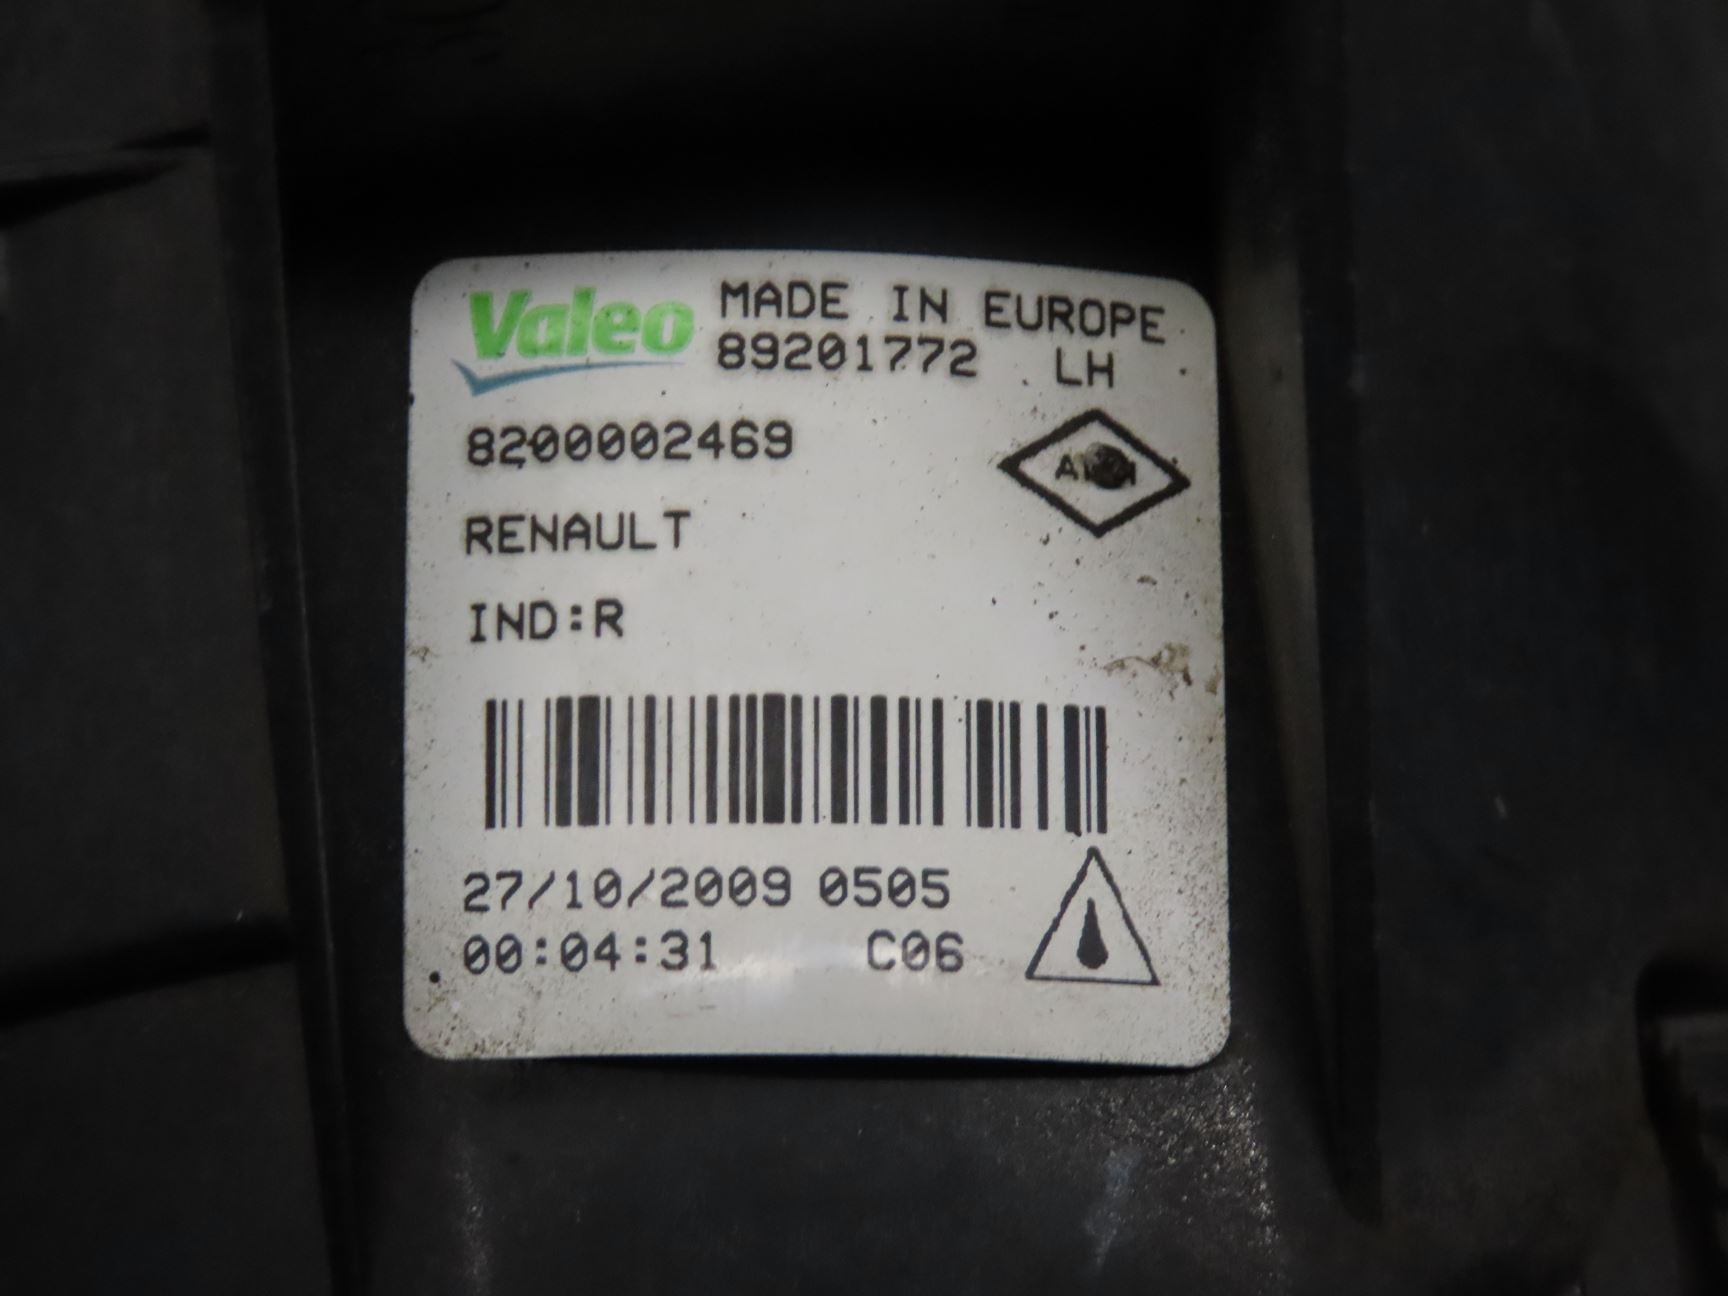 Valeo MADE IN EUROPE
89201772 LH
8200002469
RENAULT
IND:R
27/10/2009 0505
00:04:31 C06